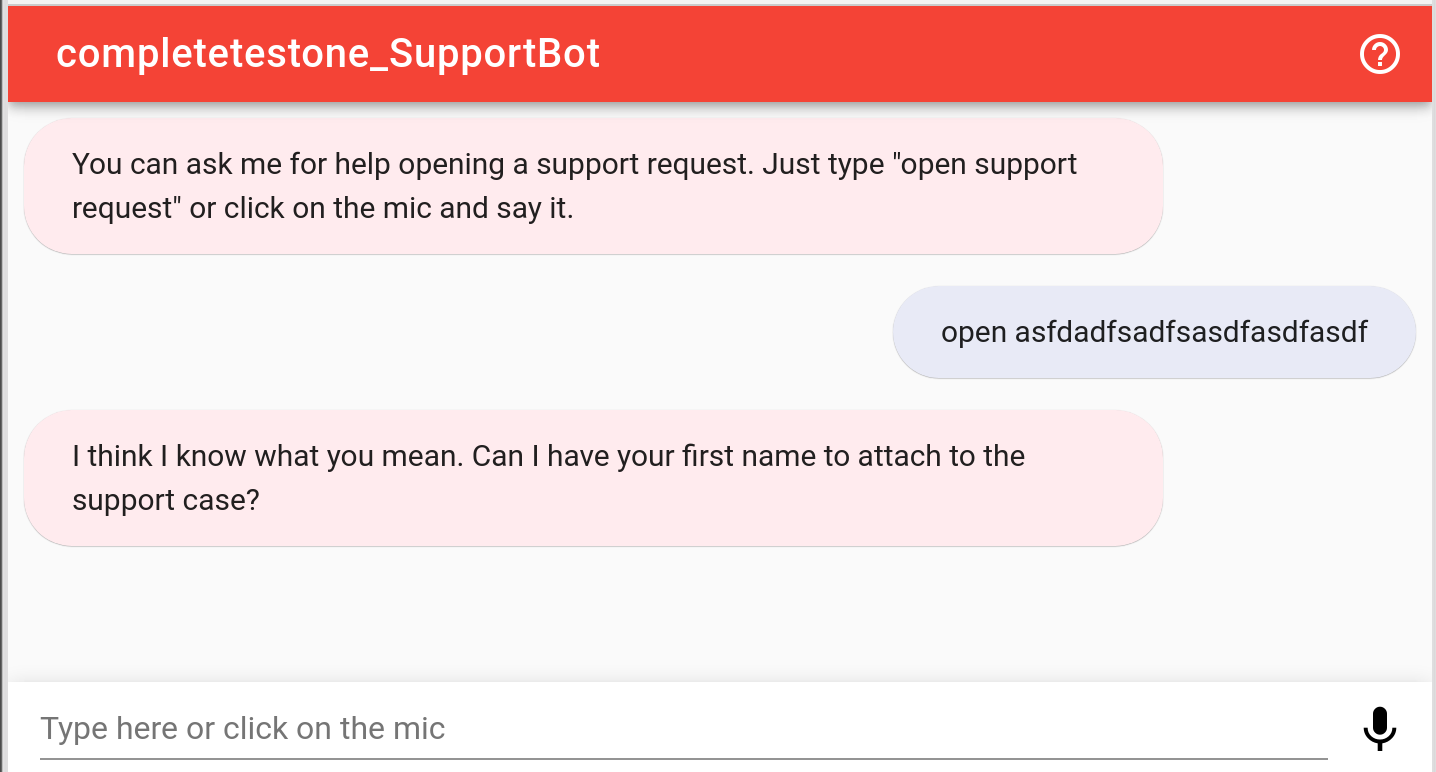 completetestone_SupportBot
You can ask me for help opening a support request. Just type "open support
request" or click on the mic and say it.
open asfdadfsadfsasdfasdfasdf
I think I know what you mean. Can I have your first name to attach to the
support case?
Type here or click on the mic